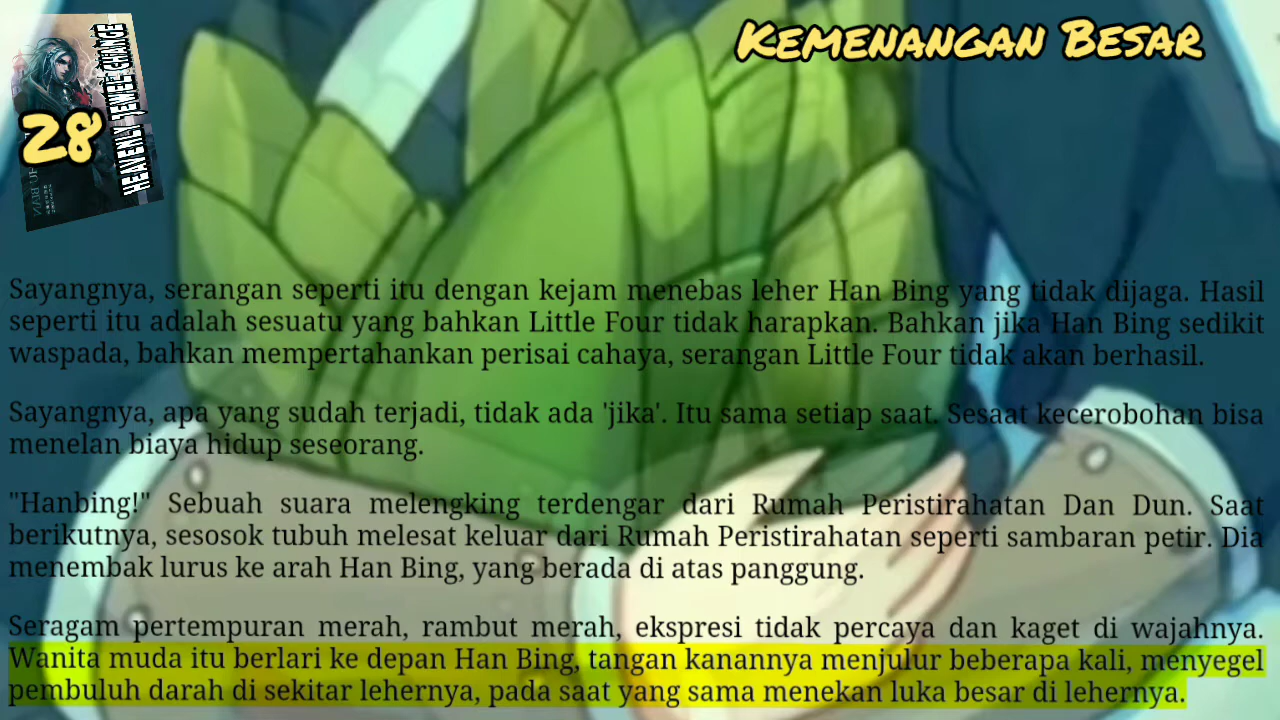 Kemenangan Besar
28
HEAVENLY JEWEL CHANGE
Sayangnya, serangan seperti itu dengan kejam menebas leher Han Bing yang tidak dijaga. Hasil
seperti itu adalah sesuatu yang bahkan Little Four tidak harapkan. Bahkan jika Han Bing sedikit
waspada, bahkan mempertahankan perisai cahaya, serangan Little Four tidak akan berhasil.
Sayangnya, apa yang sudah terjadi, tidak ada 'jika'. Itu sama setiap saat. Sesaat kecerobohan bisa
menelan biaya hidup seseorang.
"Hanbing!" Sebuah suara melengking terdengar dari Rumah Peristirahatan Dan Dun. Saat
berikutnya, sesosok tubuh melesat keluar dari Rumah Peristirahatan seperti sambaran petir. Dia
menembak lurus ke arah Han Bing, yang berada di atas panggung.
Seragam pertempuran merah, rambut merah, ekspresi tidak percaya dan kaget di wajahnya.
Wanita muda itu berlari ke depan Han Bing, tangan kanannya menjulur beberapa kali, menyegel
pembuluh darah di sekitar lehernya, pada saat yang sama menekan luka besar di lehernya.